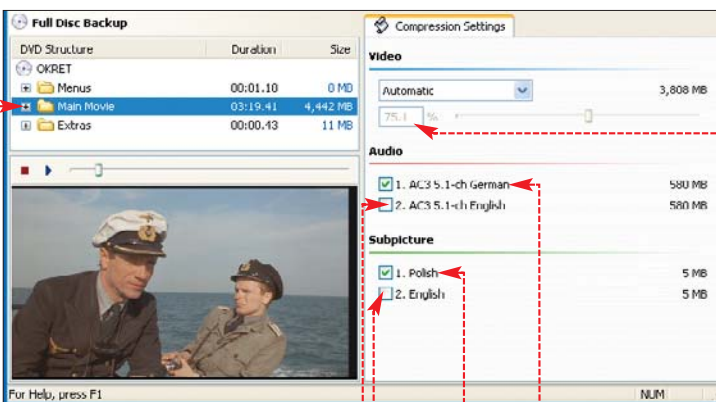 Full Disc Backup
DVD Structure Duration Size
OKRET
Menus 00:01.10 0 MB
Main Movie 03:19.41 4,442 MB
Extras 00:00.43 11 MB
Compression Settings
Video
Automatic 3,808 MB
75.1 %
Audio
1. AC3 5.1-ch German 580 MB
2. AC3 5.1-ch English 580 MB
Subpicture
1. Polish 5 MB
2. English 5 MB
For Help, press F1 NUM